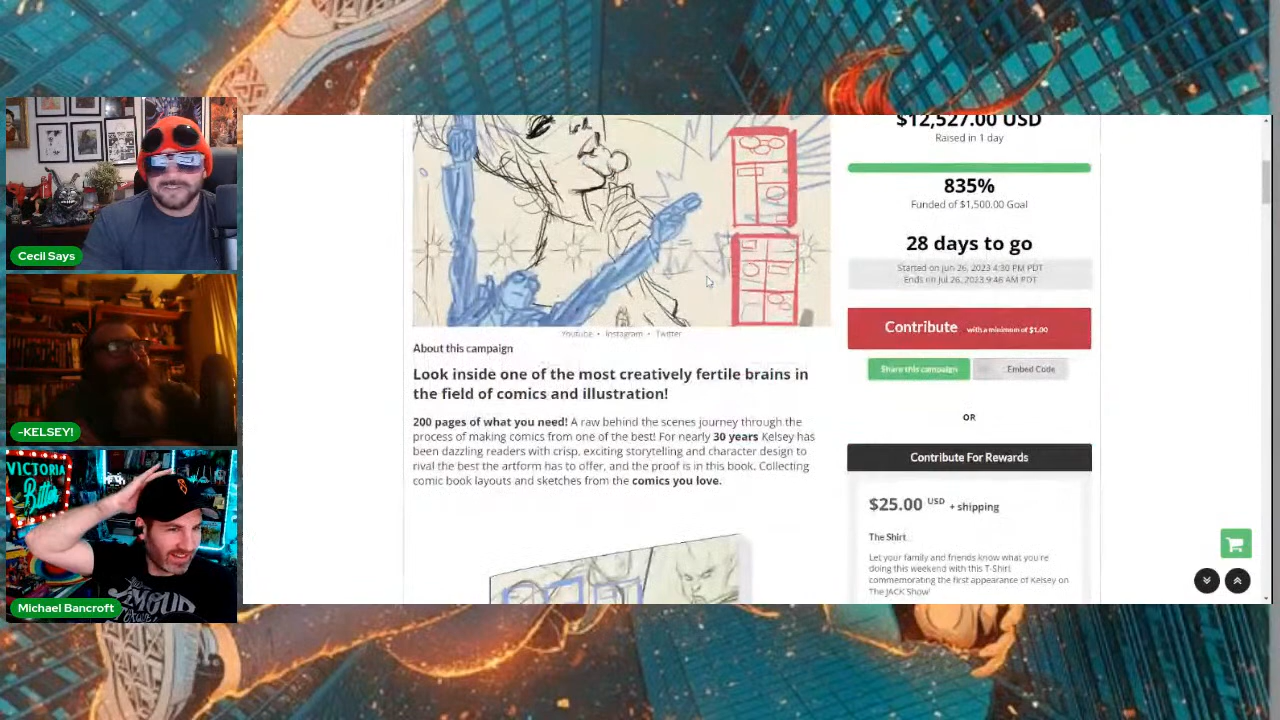 Cecil Says
-KELSEY!
VICTORIA
Bitter
Michael Bancroft
$12,527.00 USD
Raised in 1 day
835%
Funded of $1,500.00 Goal
28 days to go
Started on Jun 26, 2023 4:30 PM PDT
Ends on Jul 26, 2023 9:46 AM PDT
Contribute with a minimum of $1.00
Share this campaign
Embed Code
OR
Contribute For Rewards
$25.00 USD + shipping
The Shirt
Let your family and friends know what you're
doing this weekend with this T-Shirt
commemorating the first appearance of Kelsey on
The JACK Show!
Youtube • Instagram • Twitter
About this campaign
Look inside one of the most creatively fertile brains in
the field of comics and illustration!
200 pages of what you need! A raw behind the scenes journey through the
process of making comics from one of the best! For nearly 30 years Kelsey has
been dazzling readers with crisp, exciting storytelling and character design to
rival the best the artform has to offer, and the proof is in this book. Collecting
comic book layouts and sketches from the comics you love.